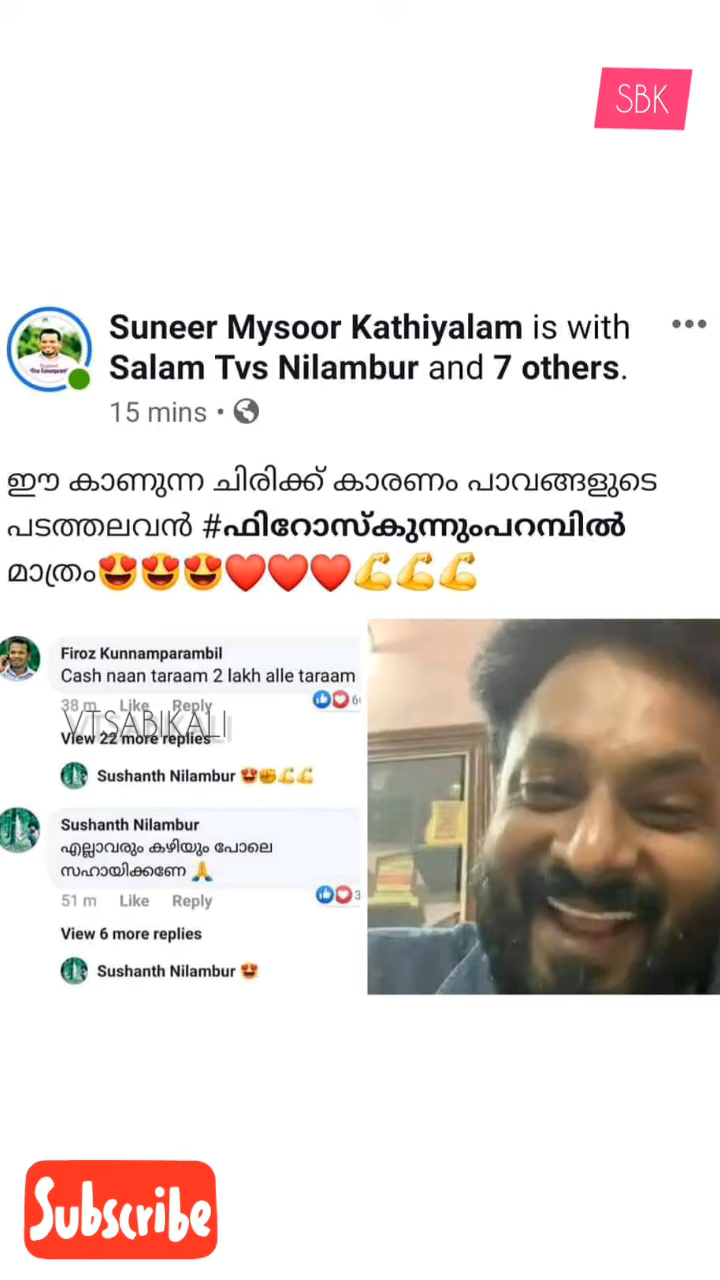 SBK
Suneer Mysoor Kathiyalam is with
Salam Tvs Nilambur and 7 others.
15 mins •
ഈ കാണുന്ന ചിരിക്ക് കാരണം പാവങ്ങളുടെ
പടത്തലവൻ #ഫിറോസ്കുന്നുംപറമ്പിൽ
മാത്രം😍😍😍❤️❤️❤️💪💪💪
Firoz Kunnamparambil
Cash naan taraam 2 lakh alle taraam
38 m Like Reply
VTSABIKALI
View 22 more replies
Sushanth Nilambur 😍✊💪💪
Sushanth Nilambur
എല്ലാവരും കഴിയും പോലെ
സഹായിക്കണേ 🙏
51 m Like Reply 3
View 6 more replies
Sushanth Nilambur 😍
Subscribe